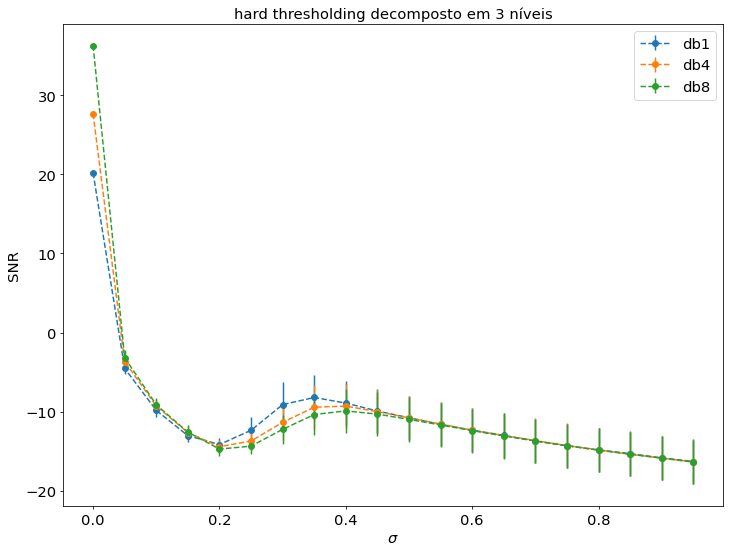 hard thresholding decomposto em 3 níveis
db1
db4
db8
SNR
30
20
10
0
−10
−20
0.0 0.2 0.4 0.6 0.8
σ